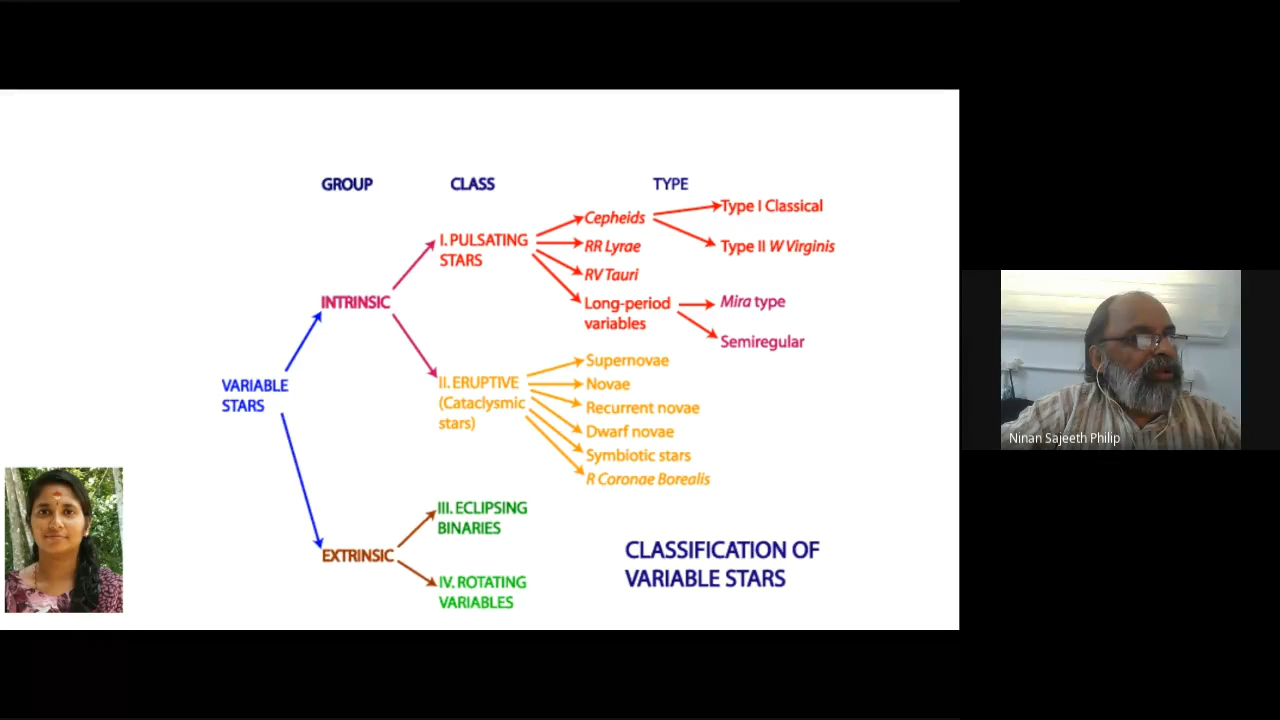 GROUP
CLASS
TYPE
VARIABLE
STARS
INTRINSIC
I. PULSATING
STARS
Cepheids
Type I Classical
Type II W Virginis
RR Lyrae
RV Tauri
Long-period
variables
Mira type
Semiregular
II. ERUPTIVE
(Cataclysmic
stars)
Supernovae
Novae
Recurrent novae
Dwarf novae
Symbiotic stars
R Coronae Borealis
EXTRINSIC
III. ECLIPSING
BINARIES
IV. ROTATING
VARIABLES
CLASSIFICATION OF
VARIABLE STARS
Ninan Sajeeth Philip